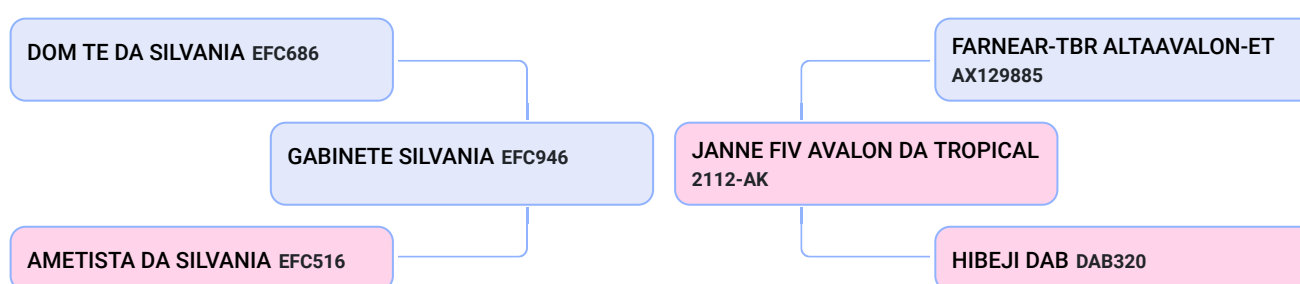 DOM TE DA SILVANIA EFC686
FARNEAR-TBR ALTAAVALON-ET
AX129885
GABINETE SILVANIA EFC946
JANNE FIV AVALON DA TROPICAL
2112-AK
AMETISTA DA SILVANIA EFC516
HIBEJI DAB DAB320